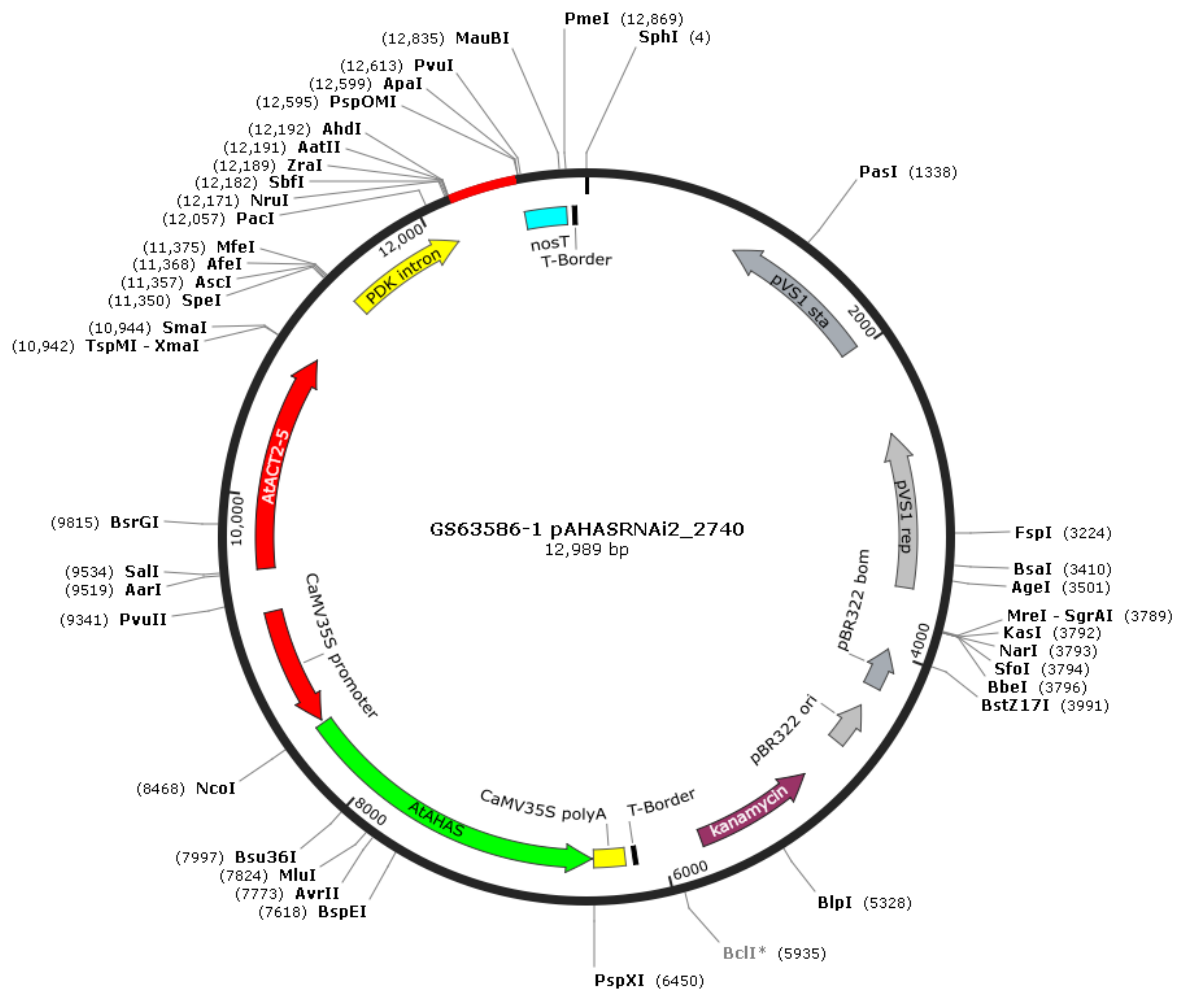 PmeI (12,869)
SphI (4)
(12,835) MauBI
(12,613) PvuI
(12,599) ApaI
(12,595) PspOMI
(12,192) AhdI
(12,191) AatII
(12,189) ZraI
(12,182) SbfI
(12,171) NruI
(12,057) PacI
(11,375) MfeI
(11,368) AfeI
(11,357) AscI
(11,350) SpeI
(10,944) SmaI
(10,942) TspMI - XmaI
(9815) BsrGI
(9534) SalI
(9519) AarI
(9341) PvuII
(8468) NcoI
(7997) Bsu36I
(7824) MluI
(7773) AvrII
(7618) BspEI
PasI (1338)
FspI (3224)
BsaI (3410)
AgeI (3501)
MreI - SgrAI (3789)
KasI (3792)
NarI (3793)
SfoI (3794)
BbeI (3796)
BstZ17I (3991)
BlpI (5328)
BclI* (5935)
PspXI (6450)
12,000
2000
4000
6000
8000
10,000
PDK intron
nosT
T-Border
pVS1 sta
pVS1 rep
pBR322 bom
pBR322 ori
kanamycin
T-Border
CaMV35S polyA
AtAHAS
CaMV35S promoter
AtACT2-5
GS63586-1 pAHASRNAi2_2740
12,989 bp